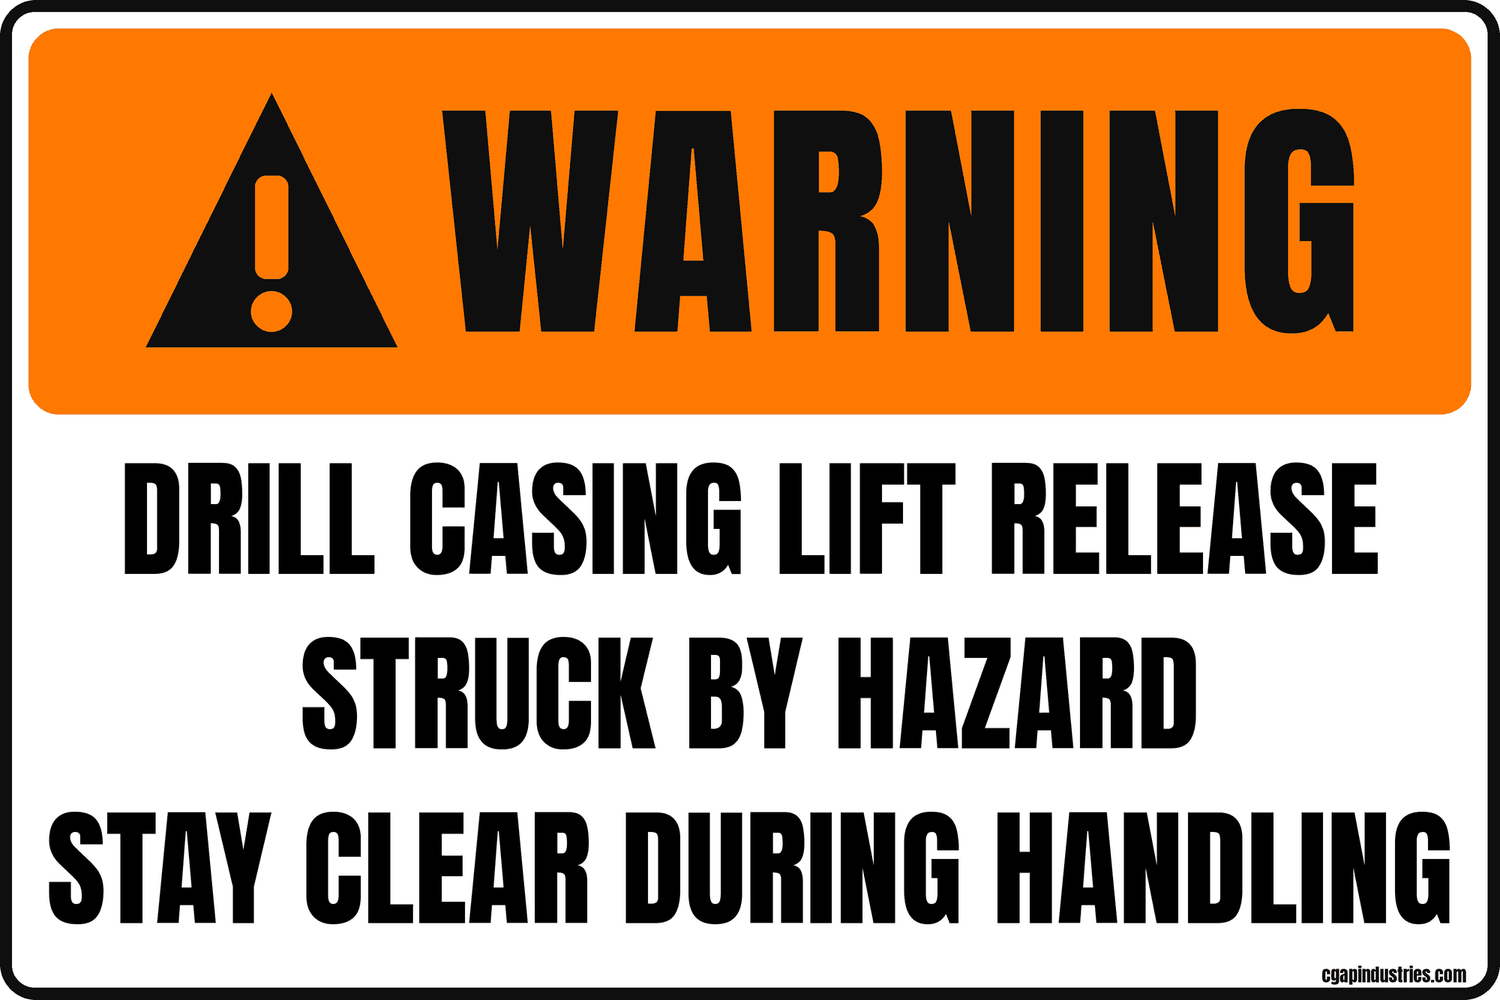 WARNING
DRILL CASING LIFT RELEASE
STRUCK BY HAZARD
STAY CLEAR DURING HANDLING
cgapindustries.com